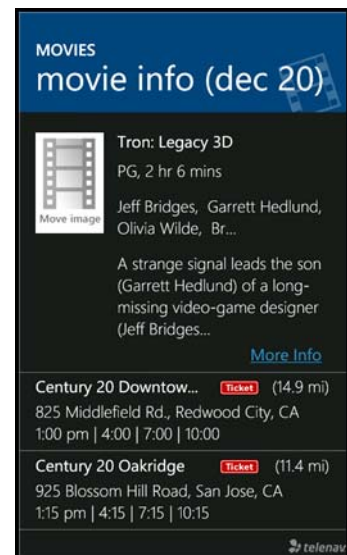 MOVIES
movie info (dec 20)
Tron: Legacy 3D
PG, 2 hr 6 mins
Move image
Jeff Bridges, Garrett Hedlund,
Olivia Wilde, Br...
A strange signal leads the son
(Garrett Hedlund) of a long-
missing video-game designer
(Jeff Bridges...
More Info
Century 20 Downtow... Ticket (14.9 mi)
825 Middlefield Rd., Redwood City, CA
1:00 pm | 4:00 | 7:00 | 10:00
Century 20 Oakridge Ticket (11.4 mi)
925 Blossom Hill Road, San Jose, CA
1:15 pm | 4:15 | 7:15 | 10:15
telenav